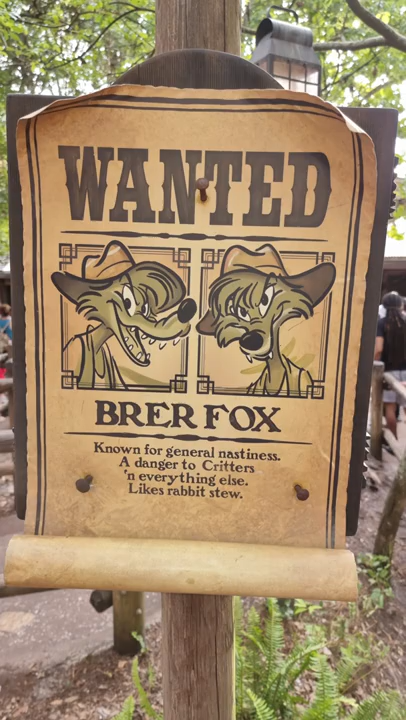 WANTED
BRER FOX
Known for general nastiness.
A danger to Critters
'n everything else.
Likes rabbit stew.